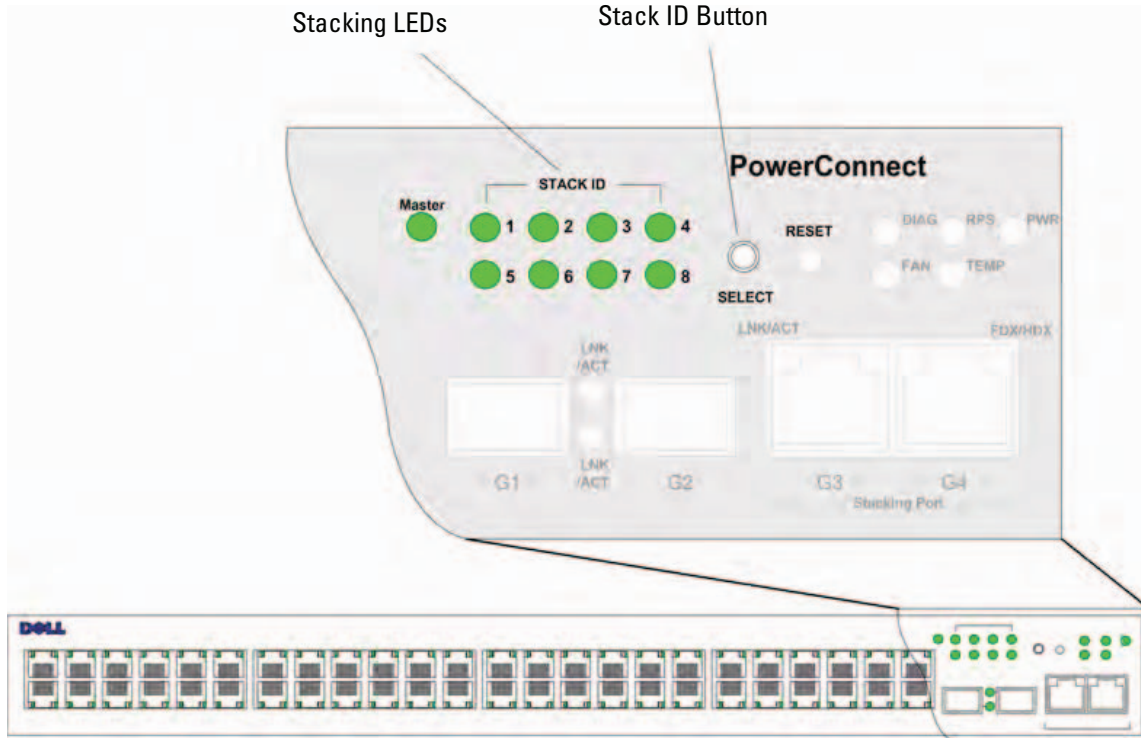 Stacking LEDs
Stack ID Button
PowerConnect
STACK ID
Master
1 2 3 4
RESET
DIAG RPS PWR
5 6 7 8
FAN TEMP
SELECT
LNK/ACT
FDX/HDX
LNK
/ACT
G1
LNK
/ACT
G2
G3
G4
Stacking Port
DELL